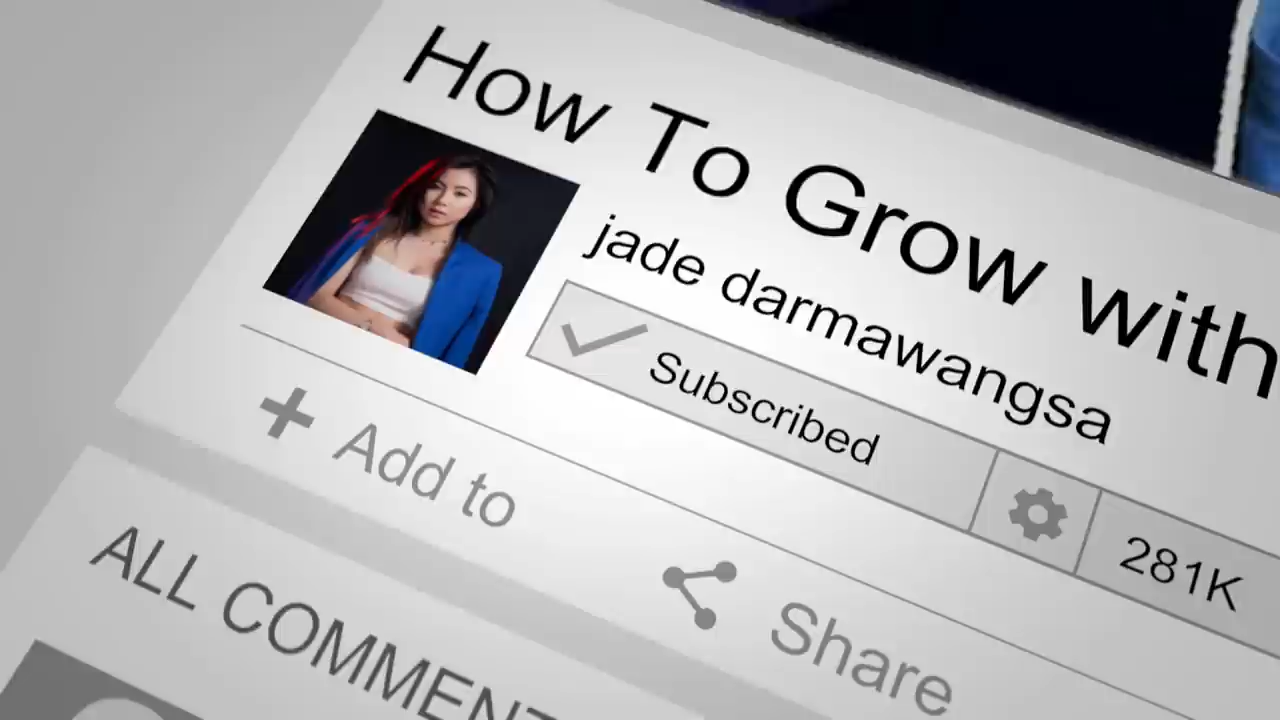 How To Grow with
jade darmawangsa
Subscribed
281K
Add to
Share
ALL COMMENT